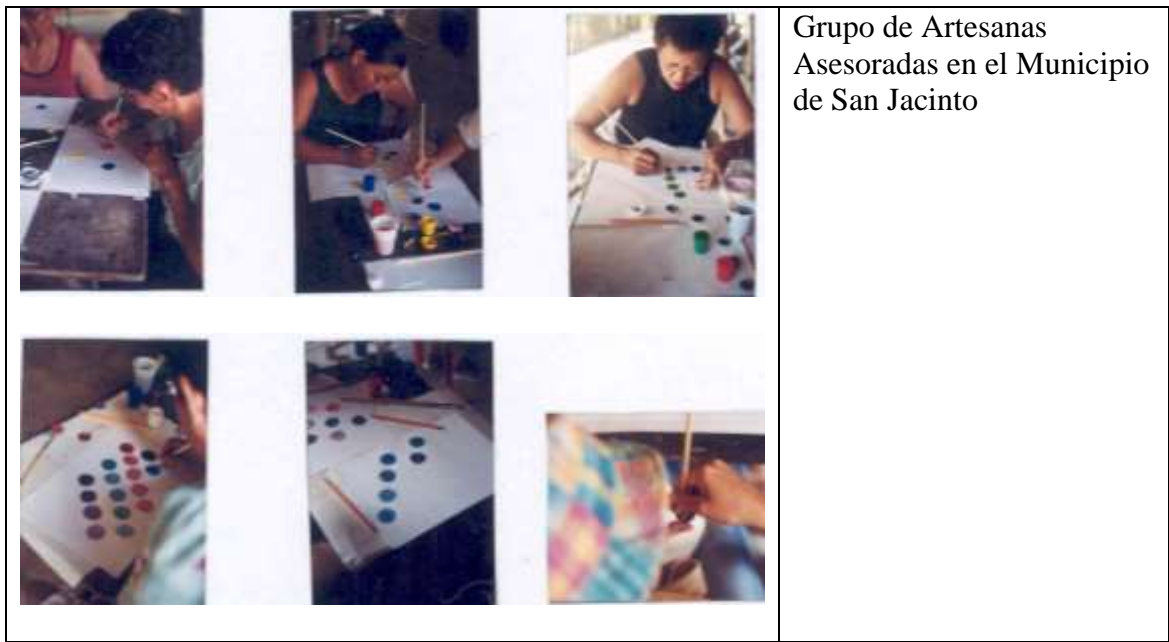 Grupo de Artesanas
Asesoradas en el Municipio
de San Jacinto